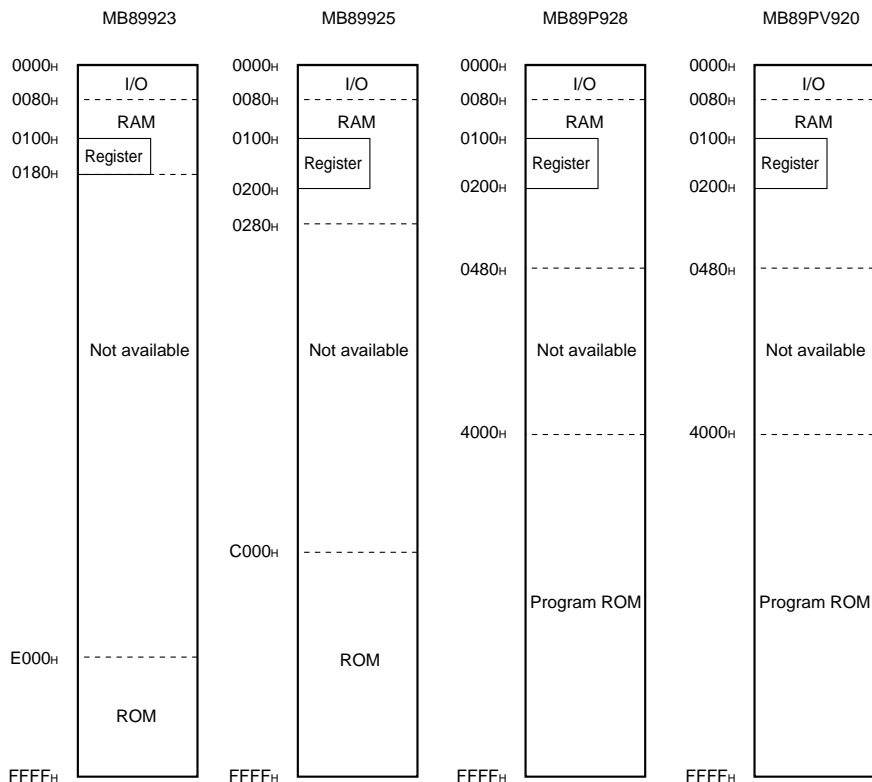 MB89923
0000H
I/O
0080H
RAM
0100H
Register
0180H
Not available
E000H
ROM
FFFFH
MB89925
0000H
I/O
0080H
RAM
0100H
Register
0200H
0280H
Not available
C000H
ROM
FFFFH
MB89P928
0000H
I/O
0080H
RAM
0100H
Register
0200H
0480H
Not available
4000H
Program ROM
FFFFH
MB89PV920
0000H
I/O
0080H
RAM
0100H
Register
0200H
0480H
Not available
4000H
Program ROM
FFFFH